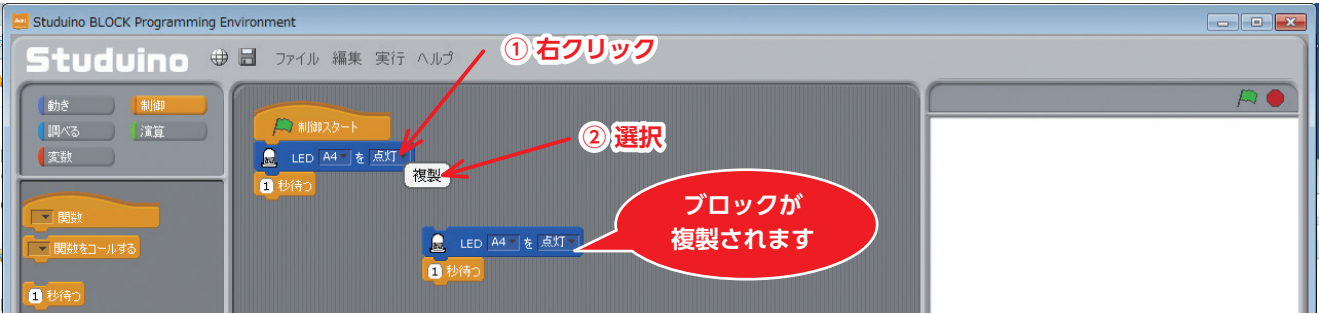 Studuino BLOCK Programming Environment
Studuino ファイル 編集 実行 ヘルプ
① 右クリック
動き 制御
調べる 演算
変数
制御スタート
LED A4 を 点灯
複製
② 選択
1 秒待つ
関数
関数をコールする
1 秒待つ
LED A4 を 点灯
1 秒待つ
ブロックが
複製されます